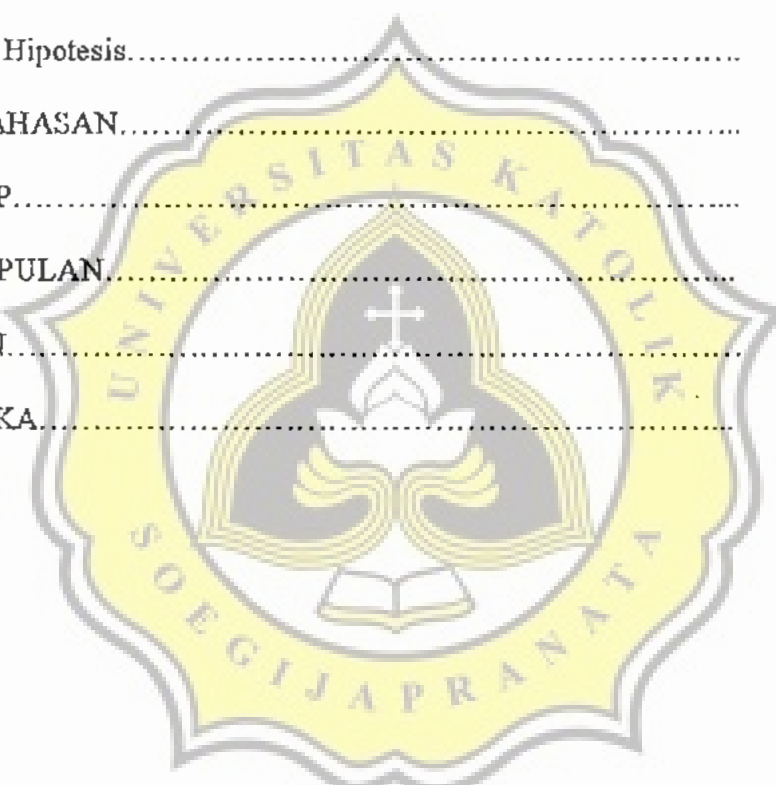 Hipotesis..........................................................................
AHASAN..........................................................................
P..........................................................................
PULAN..........................................................................
N..........................................................................
KA..........................................................................
UNIVERSITAS KATOLIK
SOEGIJAPRANATA